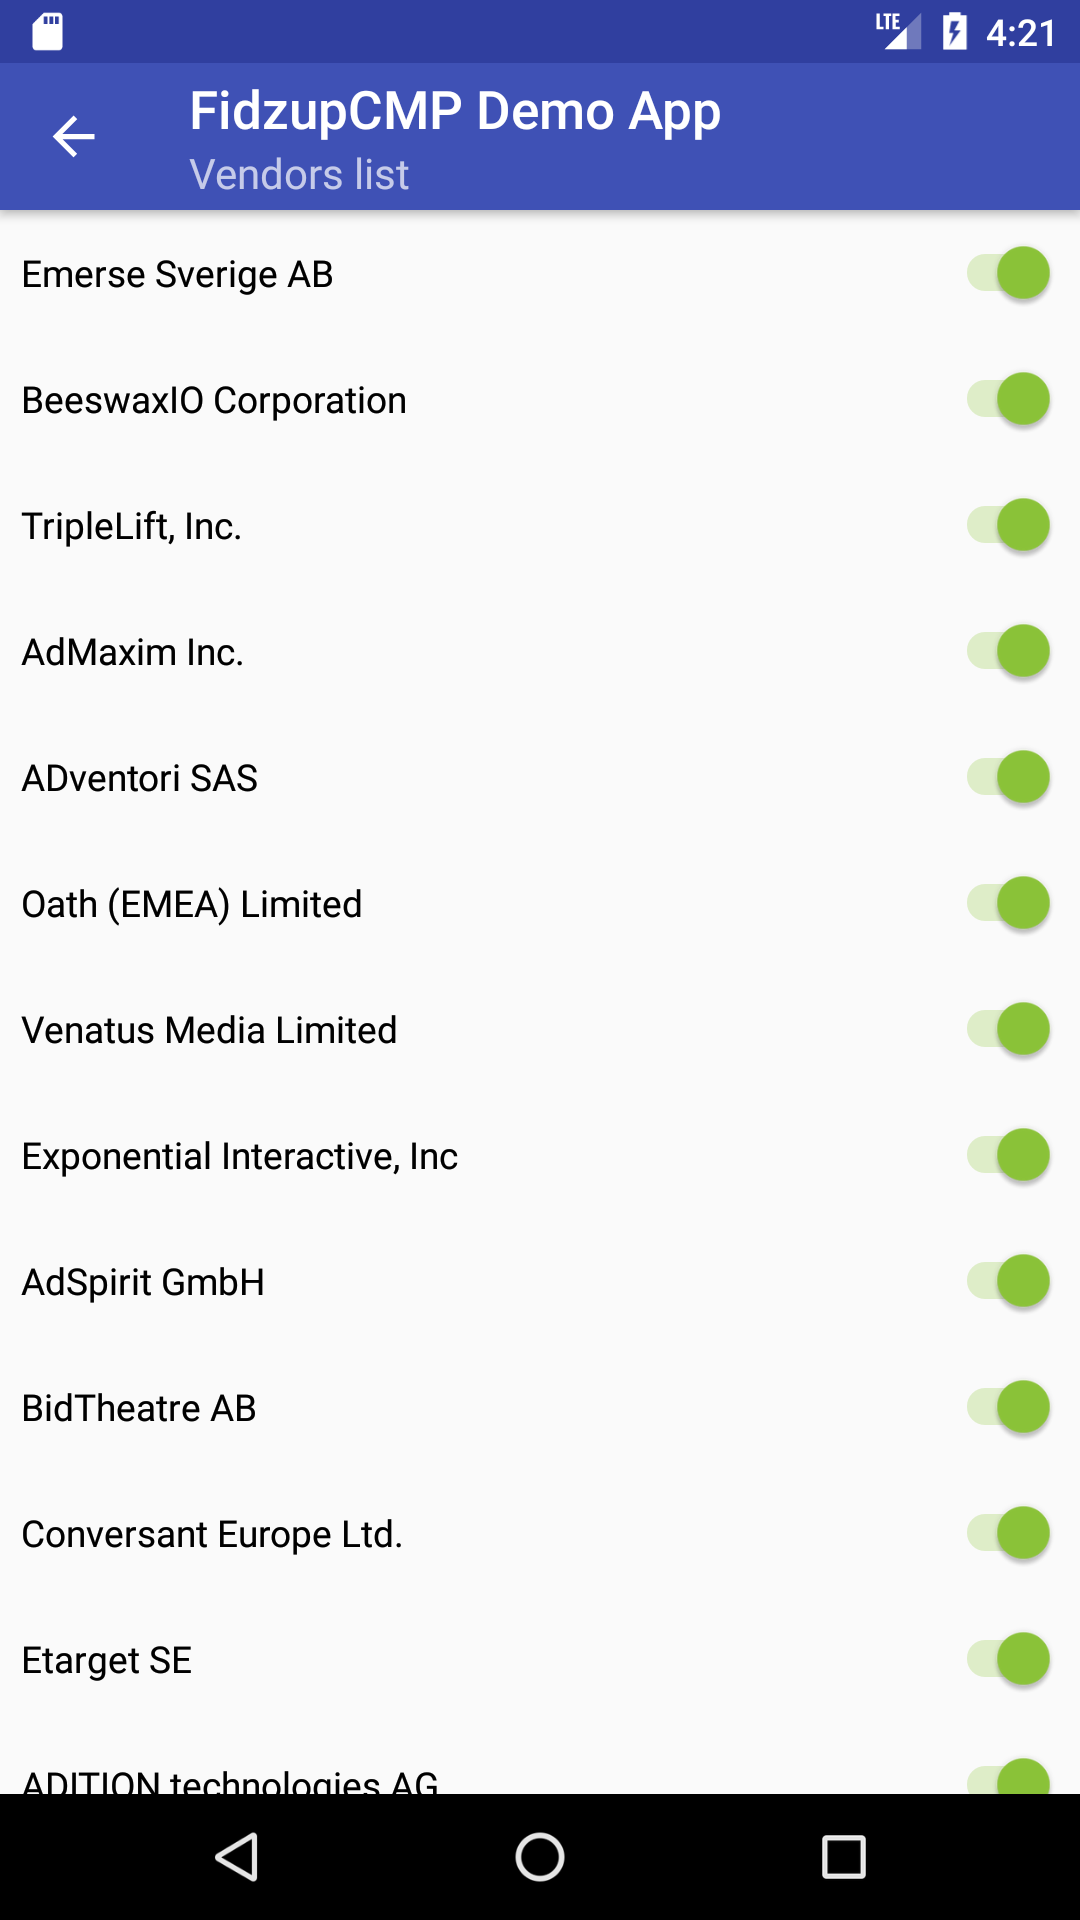 LTE 4:21
FidzupCMP Demo App
Vendors list
Emerse Sverige AB
BeeswaxIO Corporation
TripleLift, Inc.
AdMaxim Inc.
ADventori SAS
Oath (EMEA) Limited
Venatus Media Limited
Exponential Interactive, Inc
AdSpirit GmbH
BidTheatre AB
Conversant Europe Ltd.
Etarget SE
ADITION technologies AG